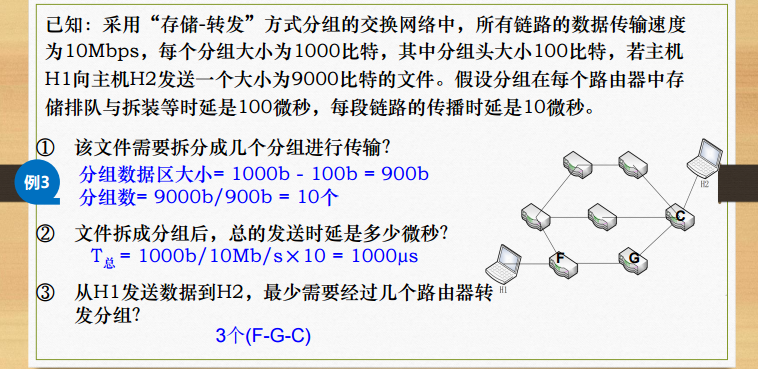 已知：采用“存储-转发”方式分组的交换网络中，所有链路的数据传输速度
为10Mbps，每个分组大小为1000比特，其中分组头大小100比特，若主机
H1向主机H2发送一个大小为9000比特的文件。假设分组在每个路由器中存
储排队与拆装等时延是100微秒，每段链路的传播时延是10微秒。
例3
① 该文件需要拆分成几个分组进行传输？
分组数据区大小= 1000b - 100b = 900b
分组数= 9000b/900b = 10个
② 文件拆成分组后，总的发送时延是多少微秒？
T总 = 1000b/10Mb/s×10 = 1000μs
③ 从H1发送数据到H2，最少需要经过几个路由器转
发分组？
3个(F-G-C)
H2
C
F
G
H1